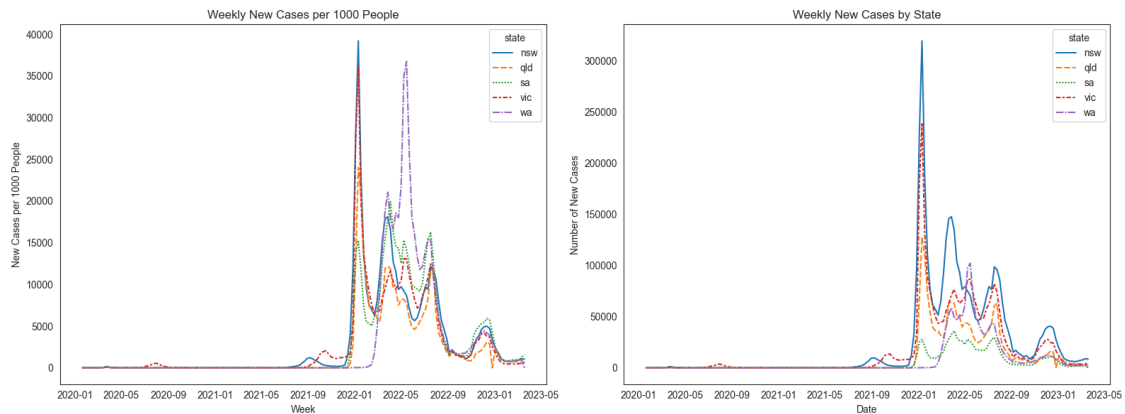 Weekly New Cases per 1000 People
New Cases per 1000 People
40000
35000
30000
25000
20000
15000
10000
5000
0
state
nsw
qld
sa
vic
wa
2020-01 2020-05 2020-09 2021-01 2021-05 2021-09 2022-01 2022-05 2022-09 2023-01 2023-05
Week
Weekly New Cases by State
Number of New Cases
300000
250000
200000
150000
100000
50000
0
state
nsw
qld
sa
vic
wa
2020-01 2020-05 2020-09 2021-01 2021-05 2021-09 2022-01 2022-05 2022-09 2023-01 2023-05
Date